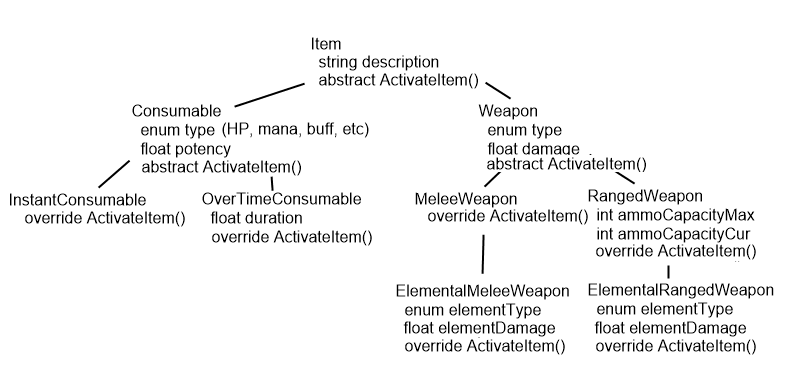 Item
string description
abstract ActivateItem()
Consumable
enum type (HP, mana, buff, etc)
float potency
abstract ActivateItem()
Weapon
enum type
float damage
abstract ActivateItem()
InstantConsumable
override ActivateItem()
OverTimeConsumable
float duration
override ActivateItem()
MeleeWeapon
override ActivateItem()
RangedWeapon
int ammoCapacityMax
int ammoCapacityCur
override ActivateItem()
ElementalMeleeWeapon
enum elementType
float elementDamage
override ActivateItem()
ElementalRangedWeapon
enum elementType
float elementDamage
override ActivateItem()